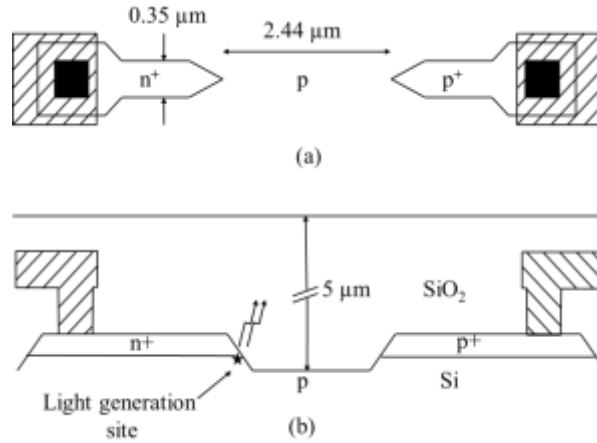 0.35 µm
2.44 µm
n+
p
p+
(a)
5 µm
SiO2
n+
p+
p
Si
Light generation
site
(b)